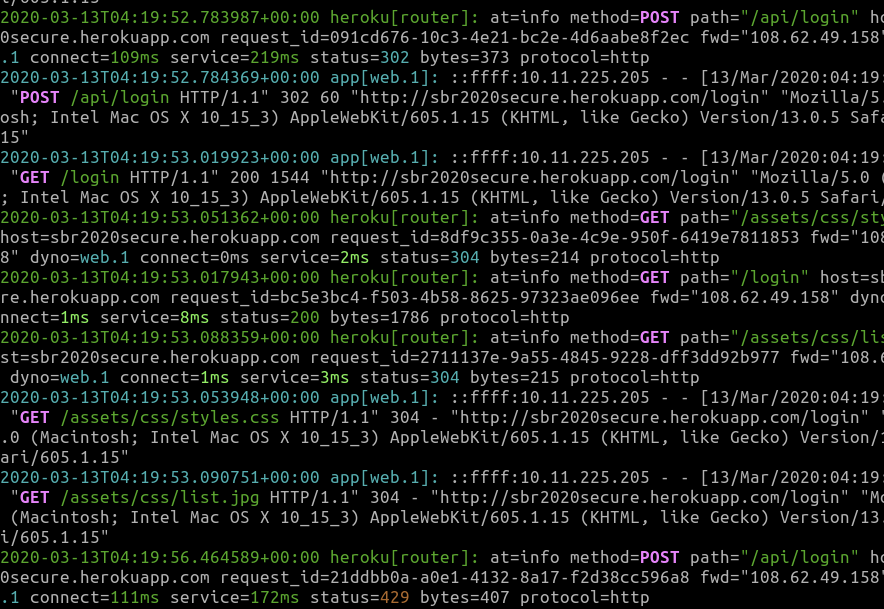 2020-03-13T04:19:52.783987+00:00 heroku[router]: at=info method=POST path="/api/login" ho
0secure.herokuapp.com request_id=091cd676-10c3-4e21-bc2e-4d6aabe8f2ec fwd="108.62.49.158"
.1 connect=109ms service=219ms status=302 bytes=373 protocol=http
2020-03-13T04:19:52.784369+00:00 app[web.1]: ::ffff:10.11.225.205 - - [13/Mar/2020:04:19:
"POST /api/login HTTP/1.1" 302 60 "http://sbr2020secure.herokuapp.com/login" "Mozilla/5.
osh; Intel Mac OS X 10_15_3) AppleWebKit/605.1.15 (KHTML, like Gecko) Version/13.0.5 Safa
15"
2020-03-13T04:19:53.019923+00:00 app[web.1]: ::ffff:10.11.225.205 - - [13/Mar/2020:04:19:
"GET /login HTTP/1.1" 200 1544 "http://sbr2020secure.herokuapp.com/login" "Mozilla/5.0 (
; Intel Mac OS X 10_15_3) AppleWebKit/605.1.15 (KHTML, like Gecko) Version/13.0.5 Safari/
2020-03-13T04:19:53.051362+00:00 heroku[router]: at=info method=GET path="/assets/css/sty
host=sbr2020secure.herokuapp.com request_id=8df9c355-0a3e-4c9e-950f-6419e7811853 fwd="108
8" dyno=web.1 connect=0ms service=2ms status=304 bytes=214 protocol=http
2020-03-13T04:19:53.017943+00:00 heroku[router]: at=info method=GET path="/login" host=sb
re.herokuapp.com request_id=bc5e3bc4-f503-4b58-8625-97323ae096ee fwd="108.62.49.158" dyno
nnect=1ms service=8ms status=200 bytes=1786 protocol=http
2020-03-13T04:19:53.088359+00:00 heroku[router]: at=info method=GET path="/assets/css/lis
st=sbr2020secure.herokuapp.com request_id=2711137e-9a55-4845-9228-dff3dd92b977 fwd="108.6
dyno=web.1 connect=1ms service=3ms status=304 bytes=215 protocol=http
2020-03-13T04:19:53.053948+00:00 app[web.1]: ::ffff:10.11.225.205 - - [13/Mar/2020:04:19:
"GET /assets/css/styles.css HTTP/1.1" 304 - "http://sbr2020secure.herokuapp.com/login" "
.0 (Macintosh; Intel Mac OS X 10_15_3) AppleWebKit/605.1.15 (KHTML, like Gecko) Version/1
ari/605.1.15"
2020-03-13T04:19:53.090751+00:00 app[web.1]: ::ffff:10.11.225.205 - - [13/Mar/2020:04:19:
"GET /assets/css/list.jpg HTTP/1.1" 304 - "http://sbr2020secure.herokuapp.com/login" "Mo
(Macintosh; Intel Mac OS X 10_15_3) AppleWebKit/605.1.15 (KHTML, like Gecko) Version/13.
i/605.1.15"
2020-03-13T04:19:56.464589+00:00 heroku[router]: at=info method=POST path="/api/login" ho
0secure.herokuapp.com request_id=21ddbb0a-a0e1-4132-8a17-f2d38cc596a8 fwd="108.62.49.158"
.1 connect=111ms service=172ms status=429 bytes=407 protocol=http